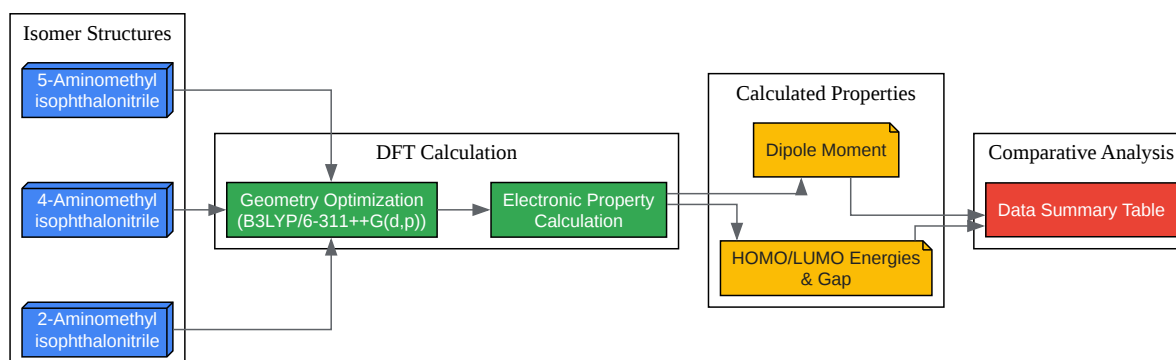 Isomer Structures
5-Aminomethyl
isophthalonitrile
4-Aminomethyl
isophthalonitrile
2-Aminomethyl
isophthalonitrile
DFT Calculation
Geometry Optimization
(B3LYP/6-311++G(d,p))
Electronic Property
Calculation
Calculated Properties
Dipole Moment
HOMO/LUMO Energies
& Gap
Comparative Analysis
Data Summary Table